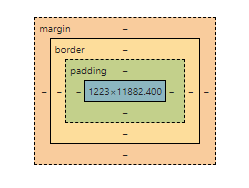 margin –
border –
padding –
– – – 1223×11882.400 – – –
–
–
–